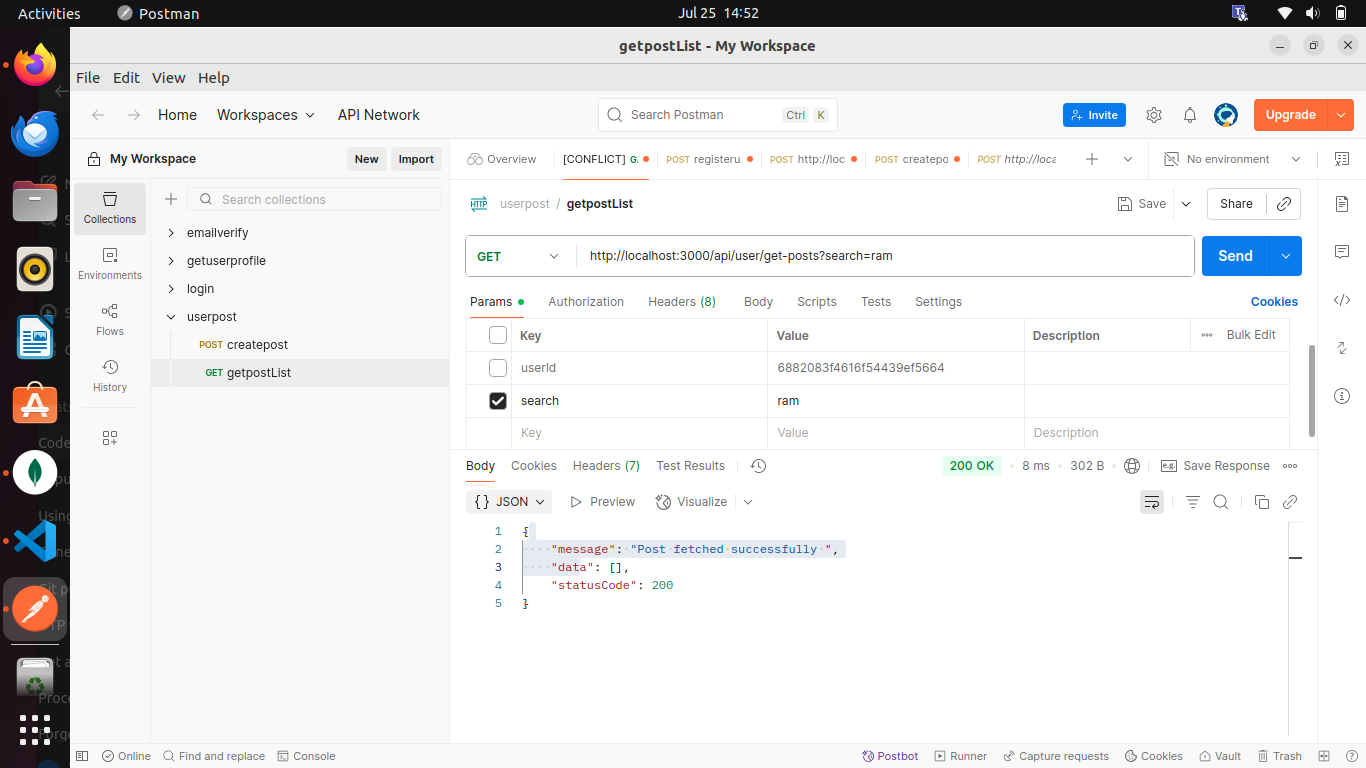 Activities
Postman
Jul 25 14:52
getpostList - My Workspace
File Edit View Help
Home Workspaces API Network
Search Postman Ctrl K
Invite
Upgrade
My Workspace New Import
Overview [CONFLICT] POST registeru. POST http://loc POST createpo POST http://loca
No environment
Collections
Environments
Flows
History
Search collections
emailverify
getuserprofile
login
userpost
POST createpost
GET getpostList
HTTP userpost / getpostList
Save Share
GET http://localhost:3000/api/user/get-posts?search=ram Send
Params Authorization Headers (8) Body Scripts Tests Settings Cookies
Key Value Description Bulk Edit
userId 6882083f4616f54439ef5664
search ram
Key Value Description
Body Cookies Headers (7) Test Results
200 OK • 8 ms • 302 B • e.g. Save Response
{} JSON Preview Visualize
1 {
2 "message": "Post fetched successfully ",
3 "data": [],
4 "statusCode": 200
5 }
Online Find and replace Console
Postbot Runner Capture requests Cookies Vault Trash